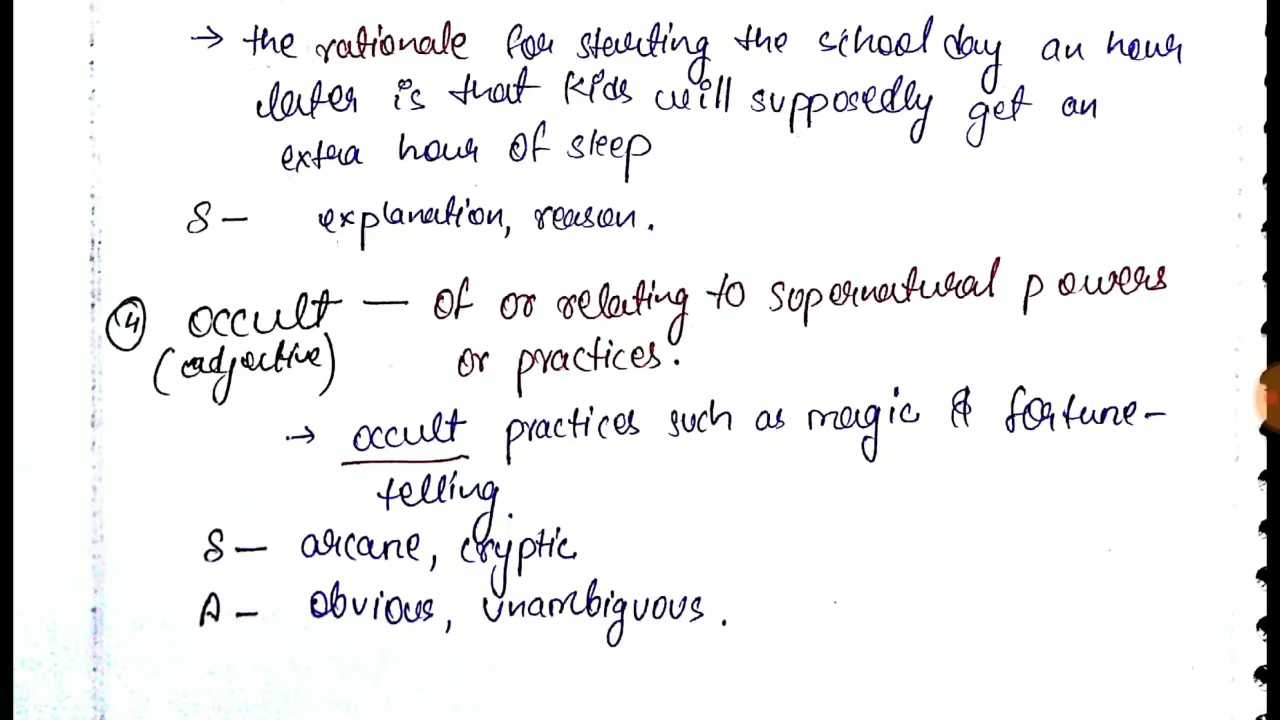 → the rationale for starting the school day an hour
later is that kids will supposedly get an
extra hour of sleep
S — explanation, reason.
14 occult — of or relating to supernatural powers
(adjective) or practices.
→ occult practices such as magic & fortune-
telling.
S — arcane, cryptic
A — obvious, unambiguous.